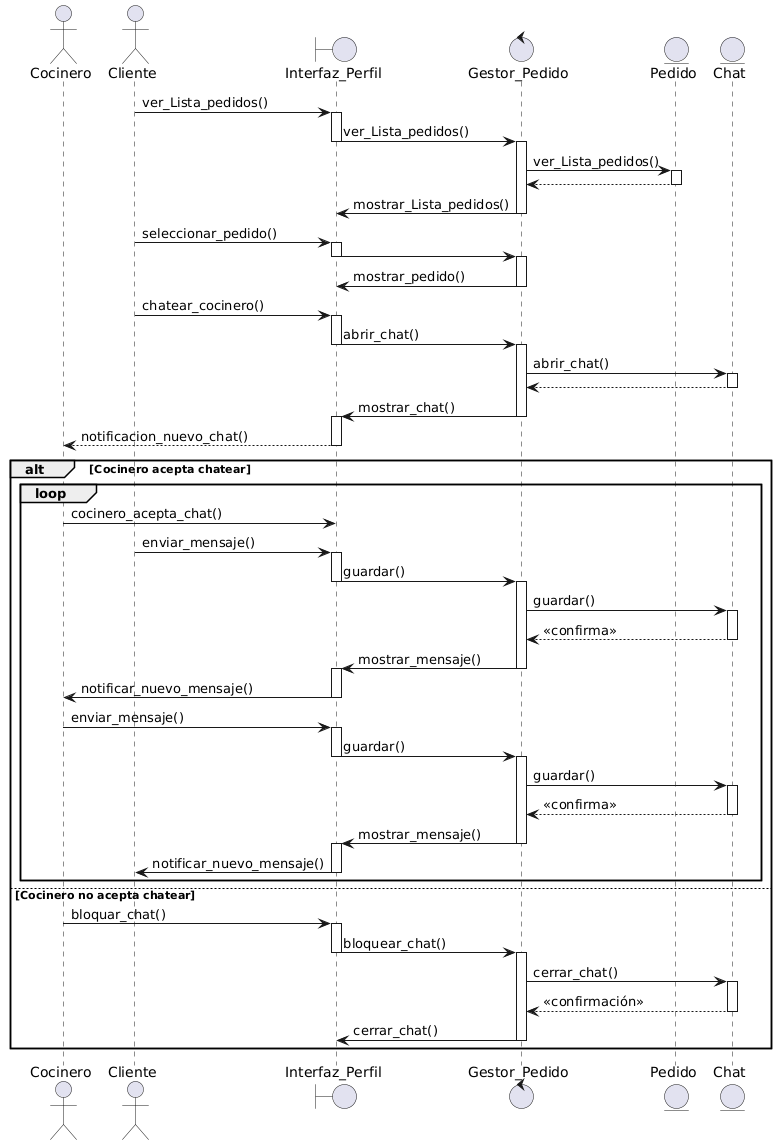 Cocinero Cliente Interfaz_Perfil Gestor_Pedido Pedido Chat
ver_Lista_pedidos()
ver_Lista_pedidos()
ver_Lista_pedidos()
mostrar_Lista_pedidos()
seleccionar_pedido()
mostrar_pedido()
chatear_cocinero()
abrir_chat()
abrir_chat()
mostrar_chat()
notificacion_nuevo_chat()
alt [Cocinero acepta chatear]
loop
cocinero_acepta_chat()
enviar_mensaje()
guardar()
guardar()
«confirma»
mostrar_mensaje()
notificar_nuevo_mensaje()
enviar_mensaje()
guardar()
guardar()
«confirma»
mostrar_mensaje()
notificar_nuevo_mensaje()
[Cocinero no acepta chatear]
bloquar_chat()
bloquear_chat()
cerrar_chat()
«confirmación»
cerrar_chat()
Cocinero Cliente Interfaz_Perfil Gestor_Pedido Pedido Chat